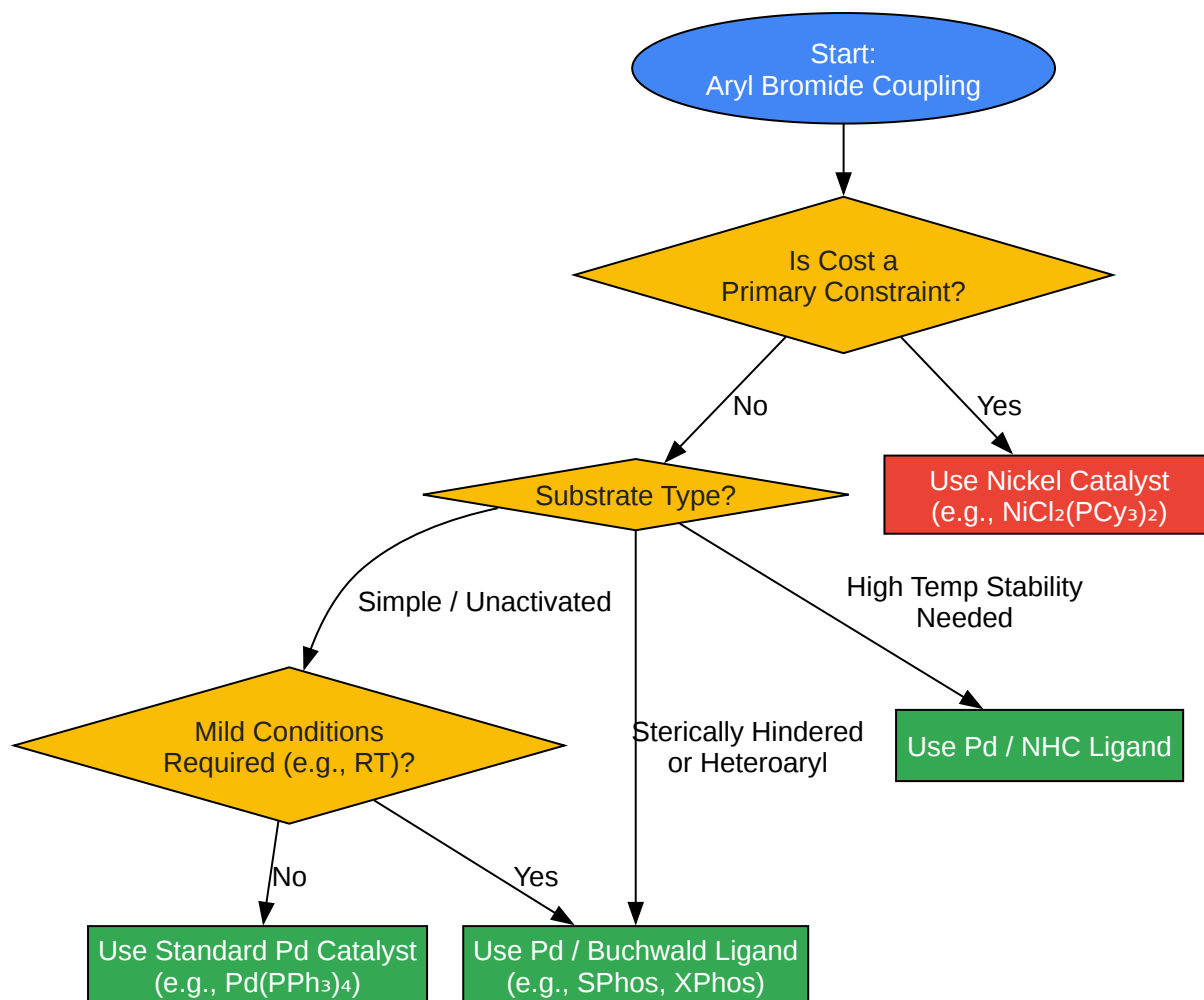 Start:
Aryl Bromide Coupling
Is Cost a
Primary Constraint?
No
Yes
Substrate Type?
Use Nickel Catalyst
(e.g., NiCl₂(PCy₃)₂)
Simple / Unactivated
High Temp Stability
Needed
Mild Conditions
Required (e.g., RT)?
Sterically Hindered
or Heteroaryl
Use Pd / NHC Ligand
No
Yes
Use Standard Pd Catalyst
(e.g., Pd(PPh₃)₄)
Use Pd / Buchwald Ligand
(e.g., SPhos, XPhos)